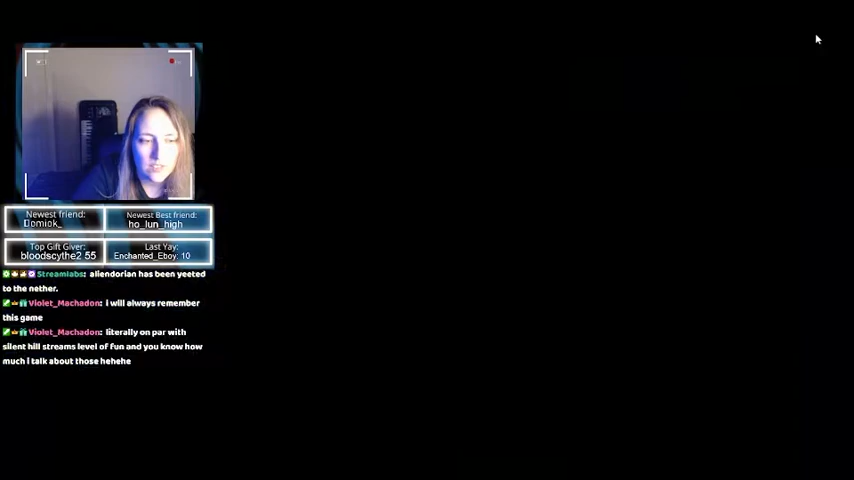 Newest friend:
Domiok_
Newest Best friend:
ho_lun_high
Top Gift Giver:
bloodscythe2 55
Last Yay:
Enchanted_Eboy: 10
Streamlabs: aliendorian has been yeeted
to the nether.
Violet_Machadon: i will always remember
this game
Violet_Machadon: literally on par with
silent hill streams level of fun and you know how
much i talk about those hehehe